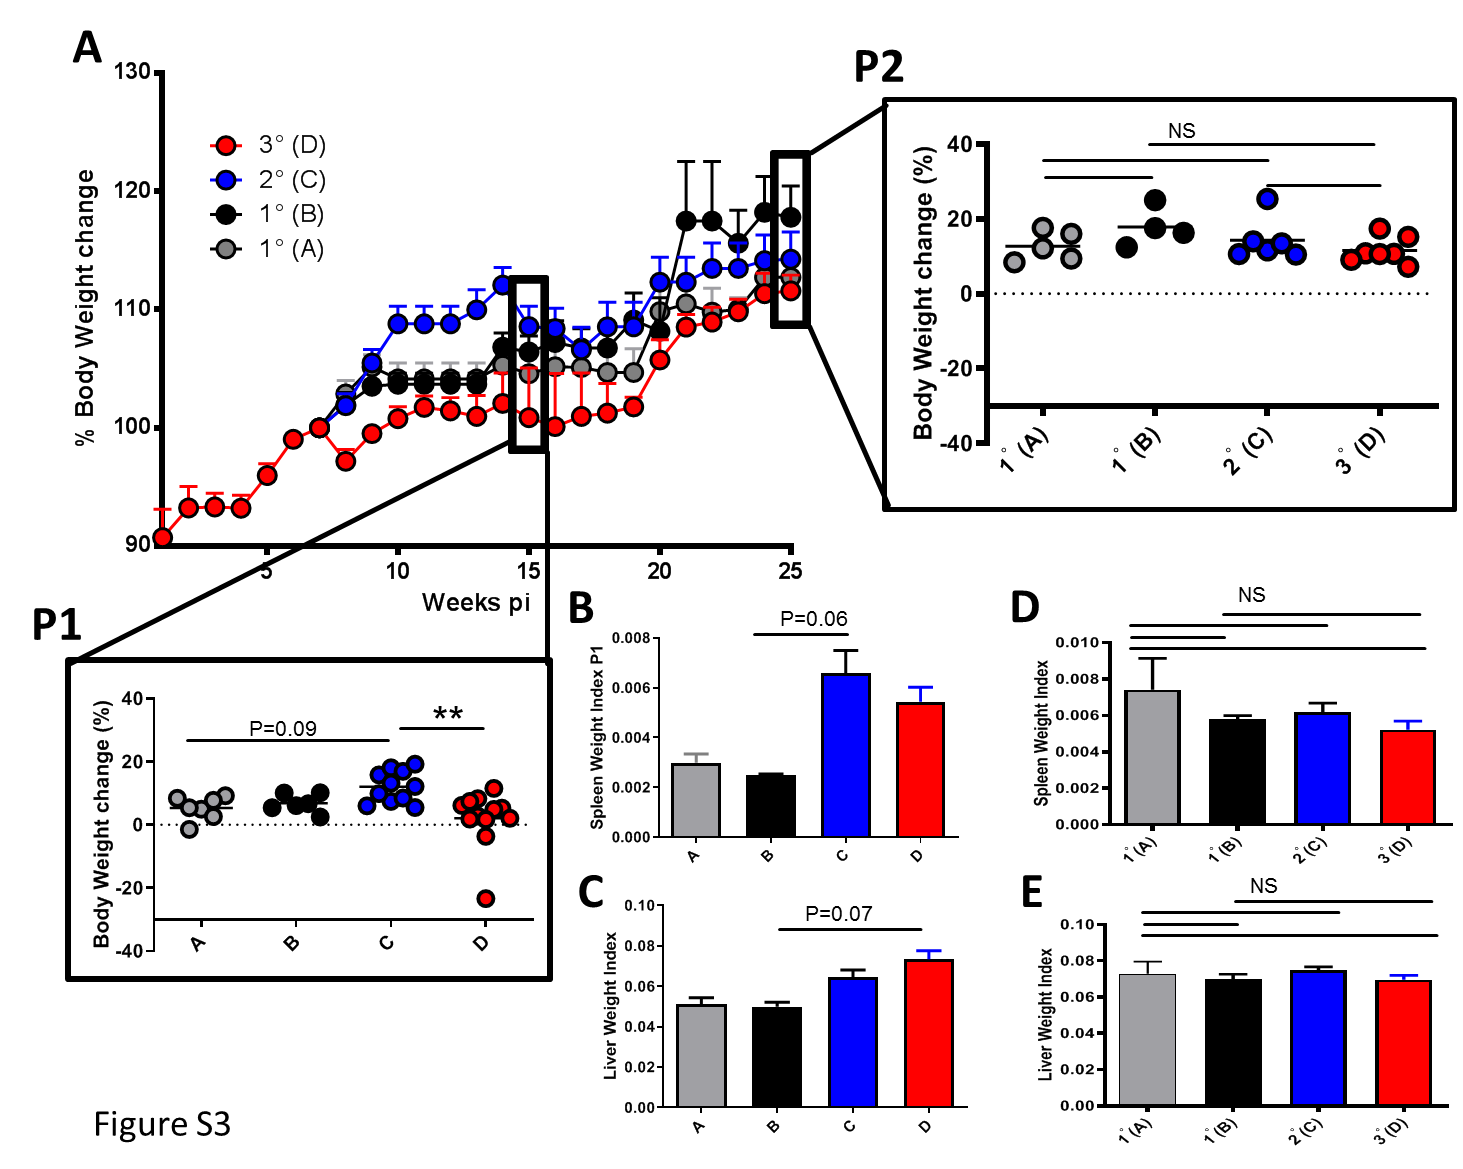 A
130
120
110
100
90
% Body Weight change
3° (D)
2° (C)
1° (B)
1° (A)
5
10
15
20
25
Weeks pi
P2
NS
40
20
0
-20
-40
Body Weight change (%)
1° (A)
1° (B)
2° (C)
3° (D)
P1
40
20
0
-20
-40
Body Weight change (%)
P=0.09
**
A
B
C
D
B
P=0.06
0.008
0.006
0.004
0.002
0.000
Spleen Weight Index P1
A
B
C
D
C
P=0.07
0.10
0.08
0.06
0.04
0.02
0.00
Liver Weight Index
A
B
C
D
D
NS
0.010
0.008
0.006
0.004
0.002
0.000
Spleen Weight Index
1° (A)
1° (B)
2° (C)
3° (D)
E
NS
0.10
0.08
0.06
0.04
0.02
0.00
Liver Weight Index
1° (A)
1° (B)
2° (C)
3° (D)
Figure S3